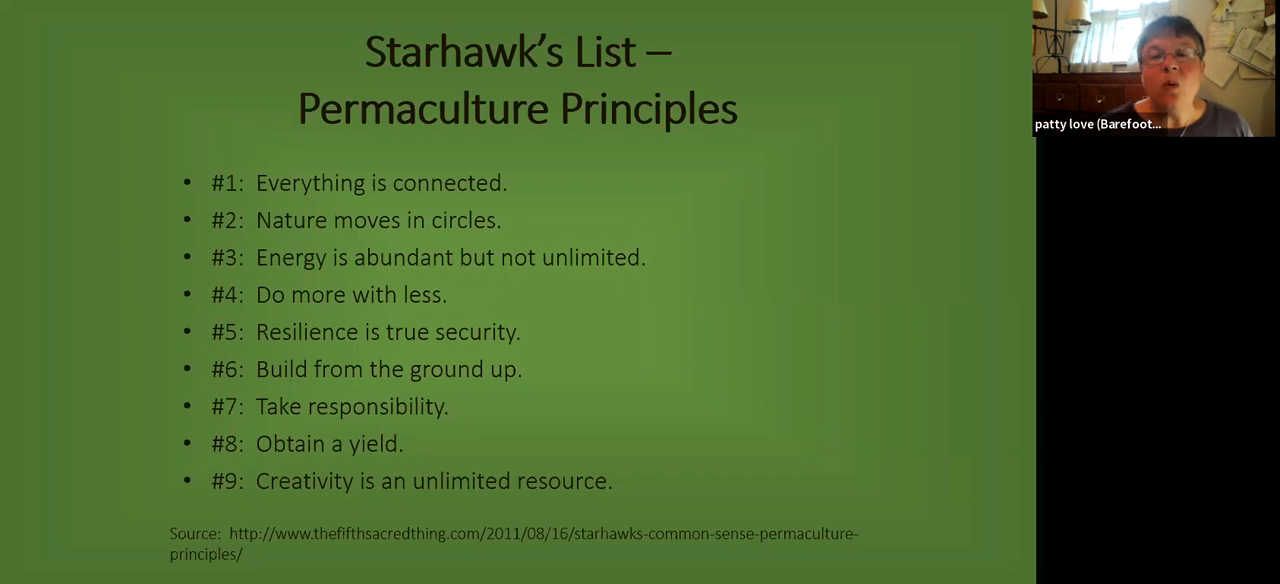 Starhawk's List –
Permaculture Principles
• #1: Everything is connected.
• #2: Nature moves in circles.
• #3: Energy is abundant but not unlimited.
• #4: Do more with less.
• #5: Resilience is true security.
• #6: Build from the ground up.
• #7: Take responsibility.
• #8: Obtain a yield.
• #9: Creativity is an unlimited resource.
Source: http://www.thefifthsacredthing.com/2011/08/16/starhawks-common-sense-permaculture-
principles/
patty love (Barefoot...